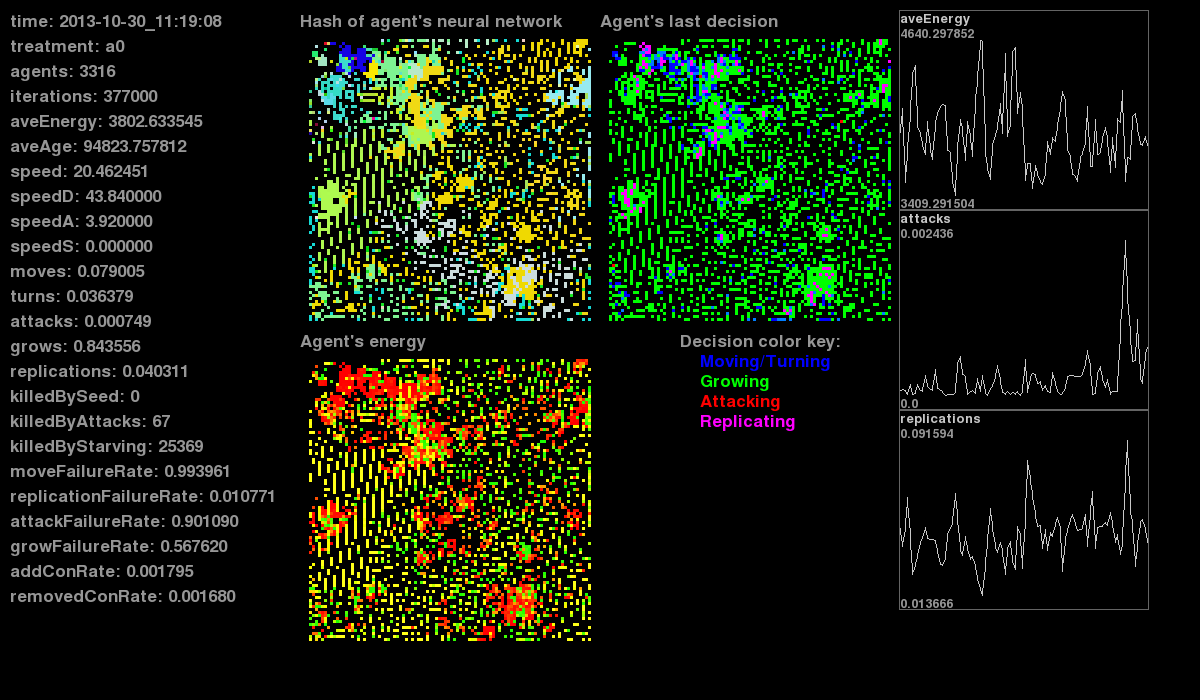 time: 2013-10-30_11:19:08
treatment: a0
agents: 3316
iterations: 377000
aveEnergy: 3802.633545
aveAge: 94823.757812
speed: 20.462451
speedD: 43.840000
speedA: 3.920000
speedS: 0.000000
moves: 0.079005
turns: 0.036379
attacks: 0.000749
grows: 0.843556
replications: 0.040311
killedBySeed: 0
killedByAttacks: 67
killedByStarving: 25369
moveFailureRate: 0.993961
replicationFailureRate: 0.010771
attackFailureRate: 0.901090
growFailureRate: 0.567620
addConRate: 0.001795
removedConRate: 0.001680
Hash of agent's neural network
Agent's last decision
Agent's energy
Decision color key:
Moving/Turning
Growing
Attacking
Replicating
aveEnergy
4640.297852
3409.291504
attacks
0.002436
0.0
replications
0.091594
0.013666